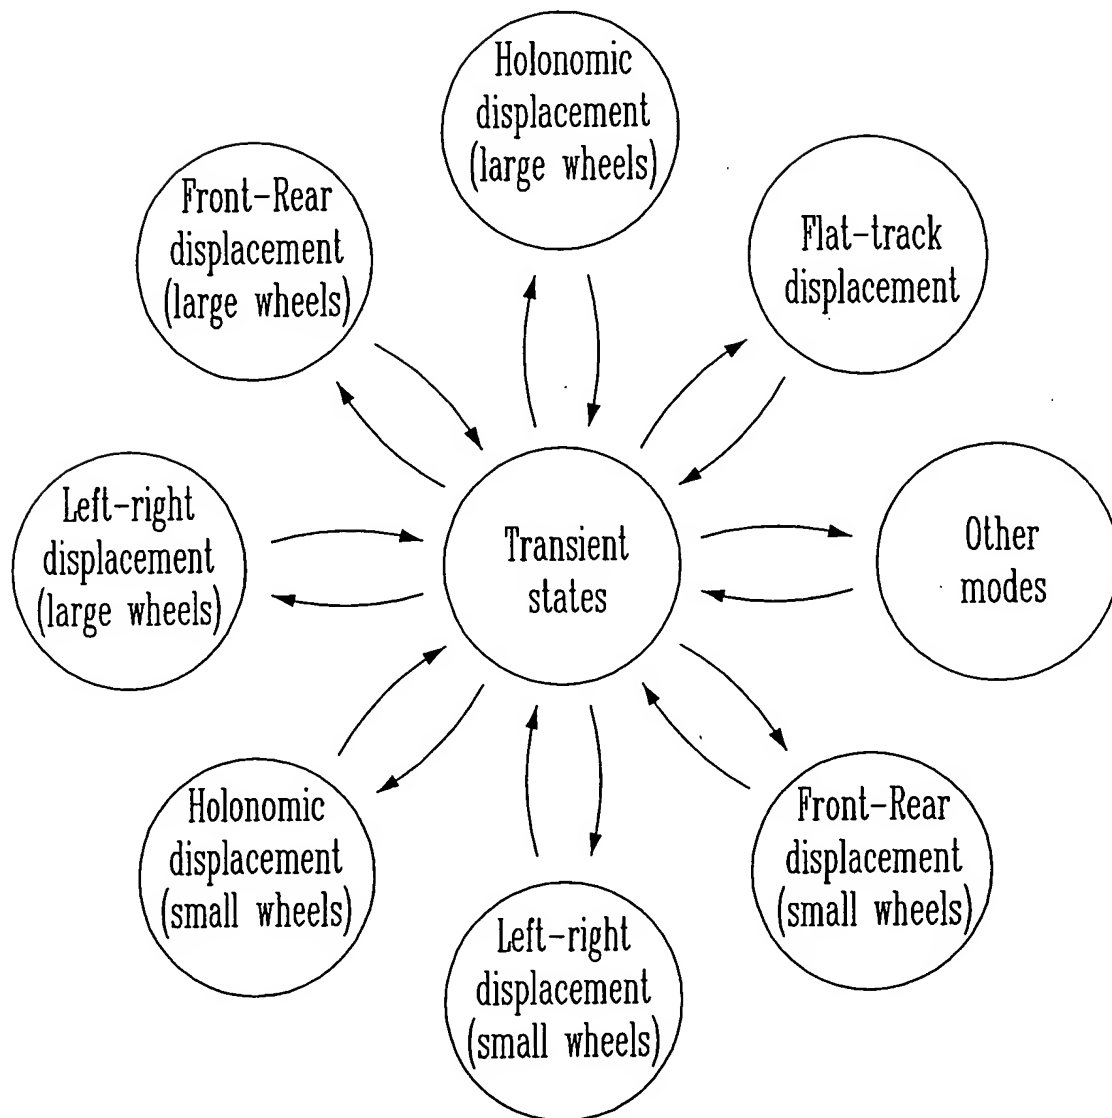 Holonomic
displacement
(large wheels)
Front-Rear
displacement
(large wheels)
Flat-track
displacement
Left-right
displacement
(large wheels)
Transient
states
Other
modes
Holonomic
displacement
(small wheels)
Front-Rear
displacement
(small wheels)
Left-right
displacement
(small wheels)